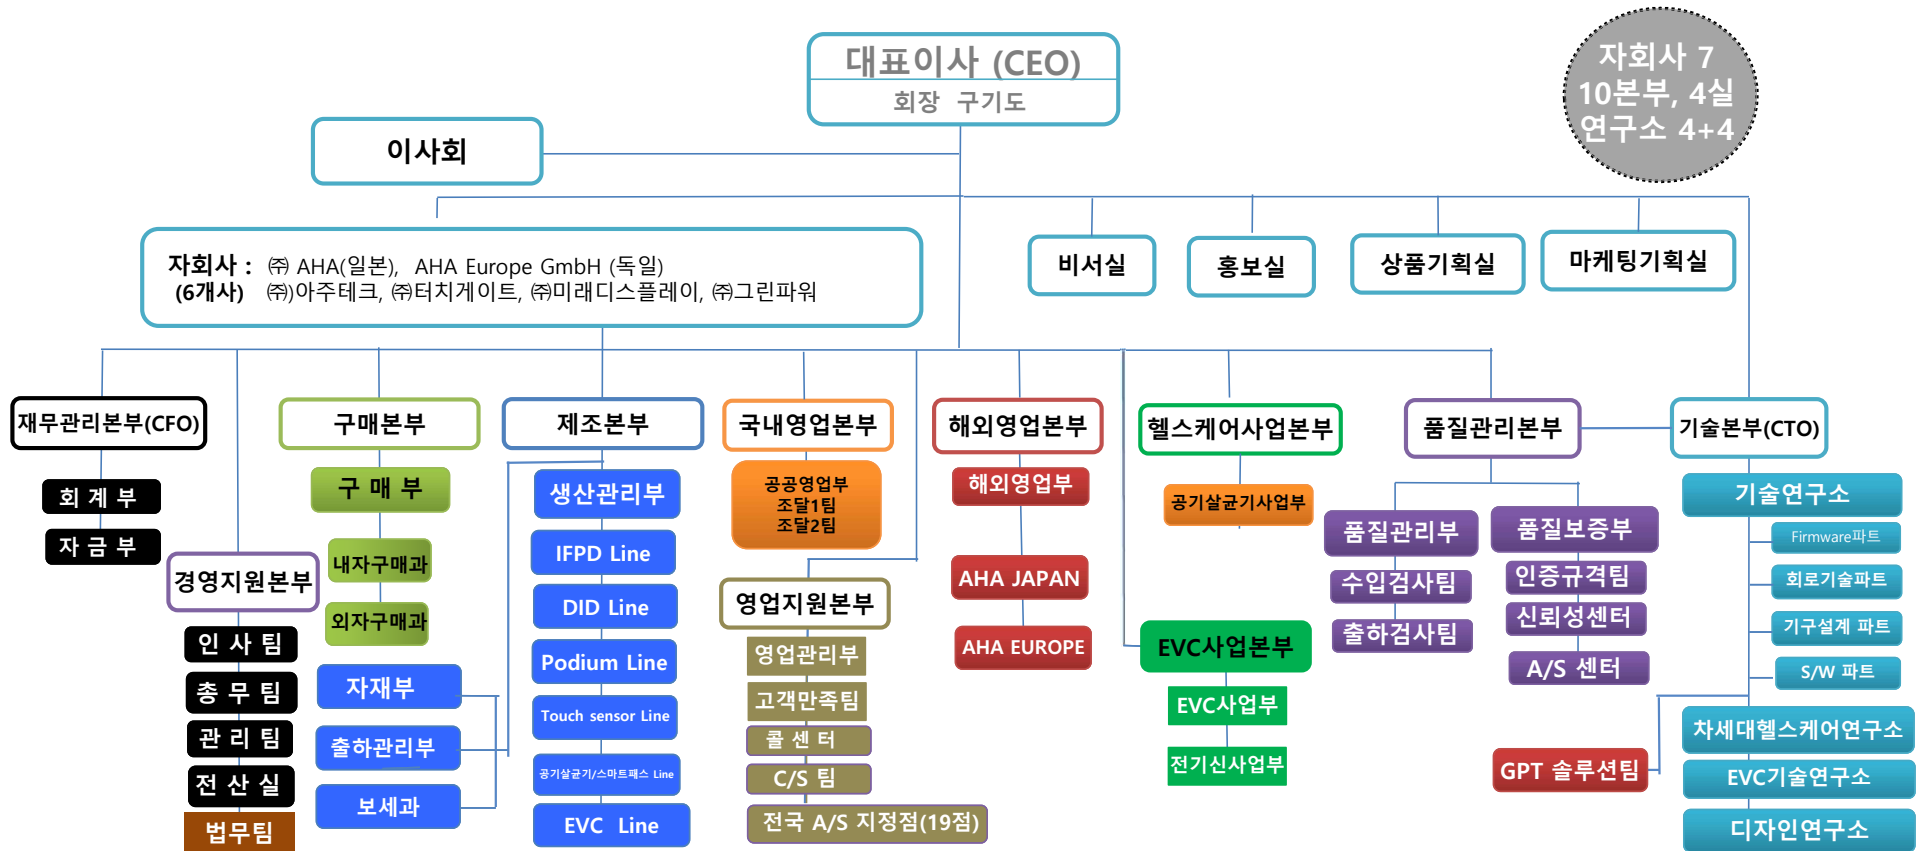 대표이사 (CEO)
회장 구기도
자회사 7
10본부, 4실
연구소 4+4
이사회
자회사 : ㈜ AHA(일본), AHA Europe GmbH (독일)
(6개사) ㈜)아주테크, ㈜터치게이트, ㈜미래디스플레이, ㈜그린파워
비서실
홍보실
상품기획실
마케팅기획실
재무관리본부(CFO)
회 계 부
자 금 부
경영지원본부
인 사 팀
총 무 팀
관 리 팀
전 산 실
법무팀
구매본부
구 매 부
내자구매과
외자구매과
제조본부
생산관리부
IFPD Line
DID Line
Podium Line
Touch sensor Line
공기살균기/스마트패스 Line
EVC Line
자재부
출하관리부
보세과
국내영업본부
공공영업부
조달1팀
조달2팀
영업지원본부
영업관리부
고객만족팀
콜 센 터
C/S 팀
전국 A/S 지정점(19점)
해외영업본부
해외영업부
AHA JAPAN
AHA EUROPE
헬스케어사업본부
공기살균기사업부
EVC사업본부
EVC사업부
전기신사업부
품질관리본부
품질관리부
수입검사팀
출하검사팀
품질보증부
인증규격팀
신뢰성센터
A/S 센터
기술본부(CTO)
기술연구소
Firmware파트
회로기술파트
기구설계 파트
S/W 파트
GPT 솔루션팀
차세대헬스케어연구소
EVC기술연구소
디자인연구소